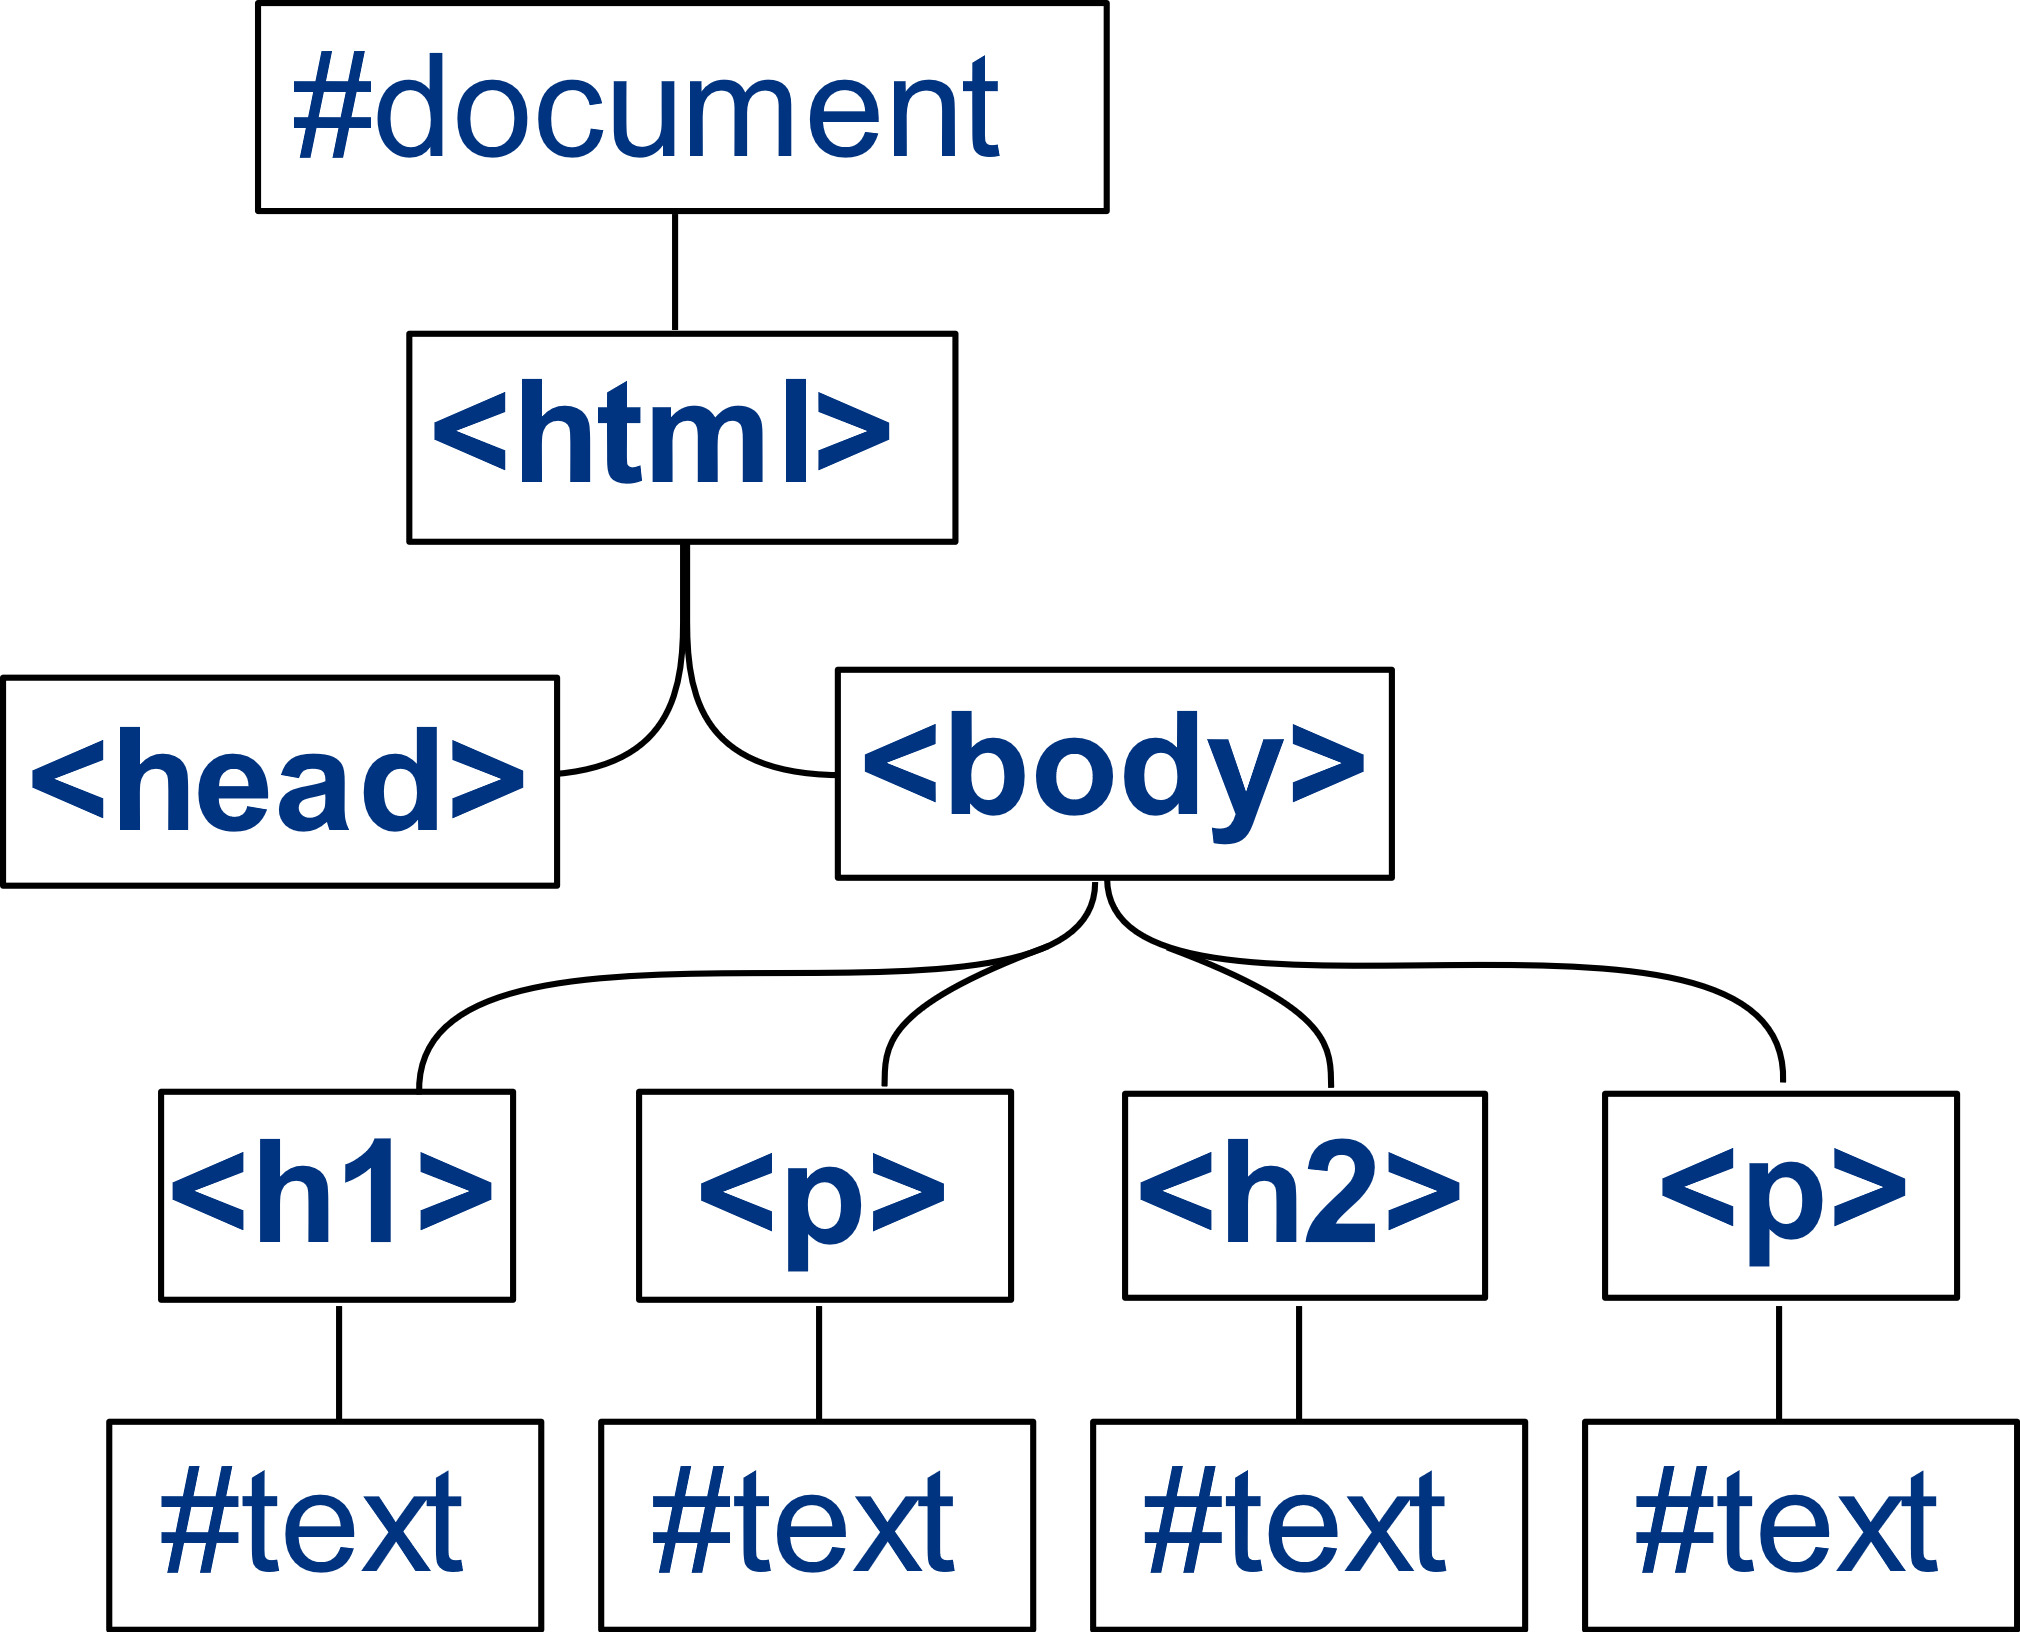 #document
<html>
<head>
<body>
<h1>
<p>
<h2>
<p>
#text
#text
#text
#text